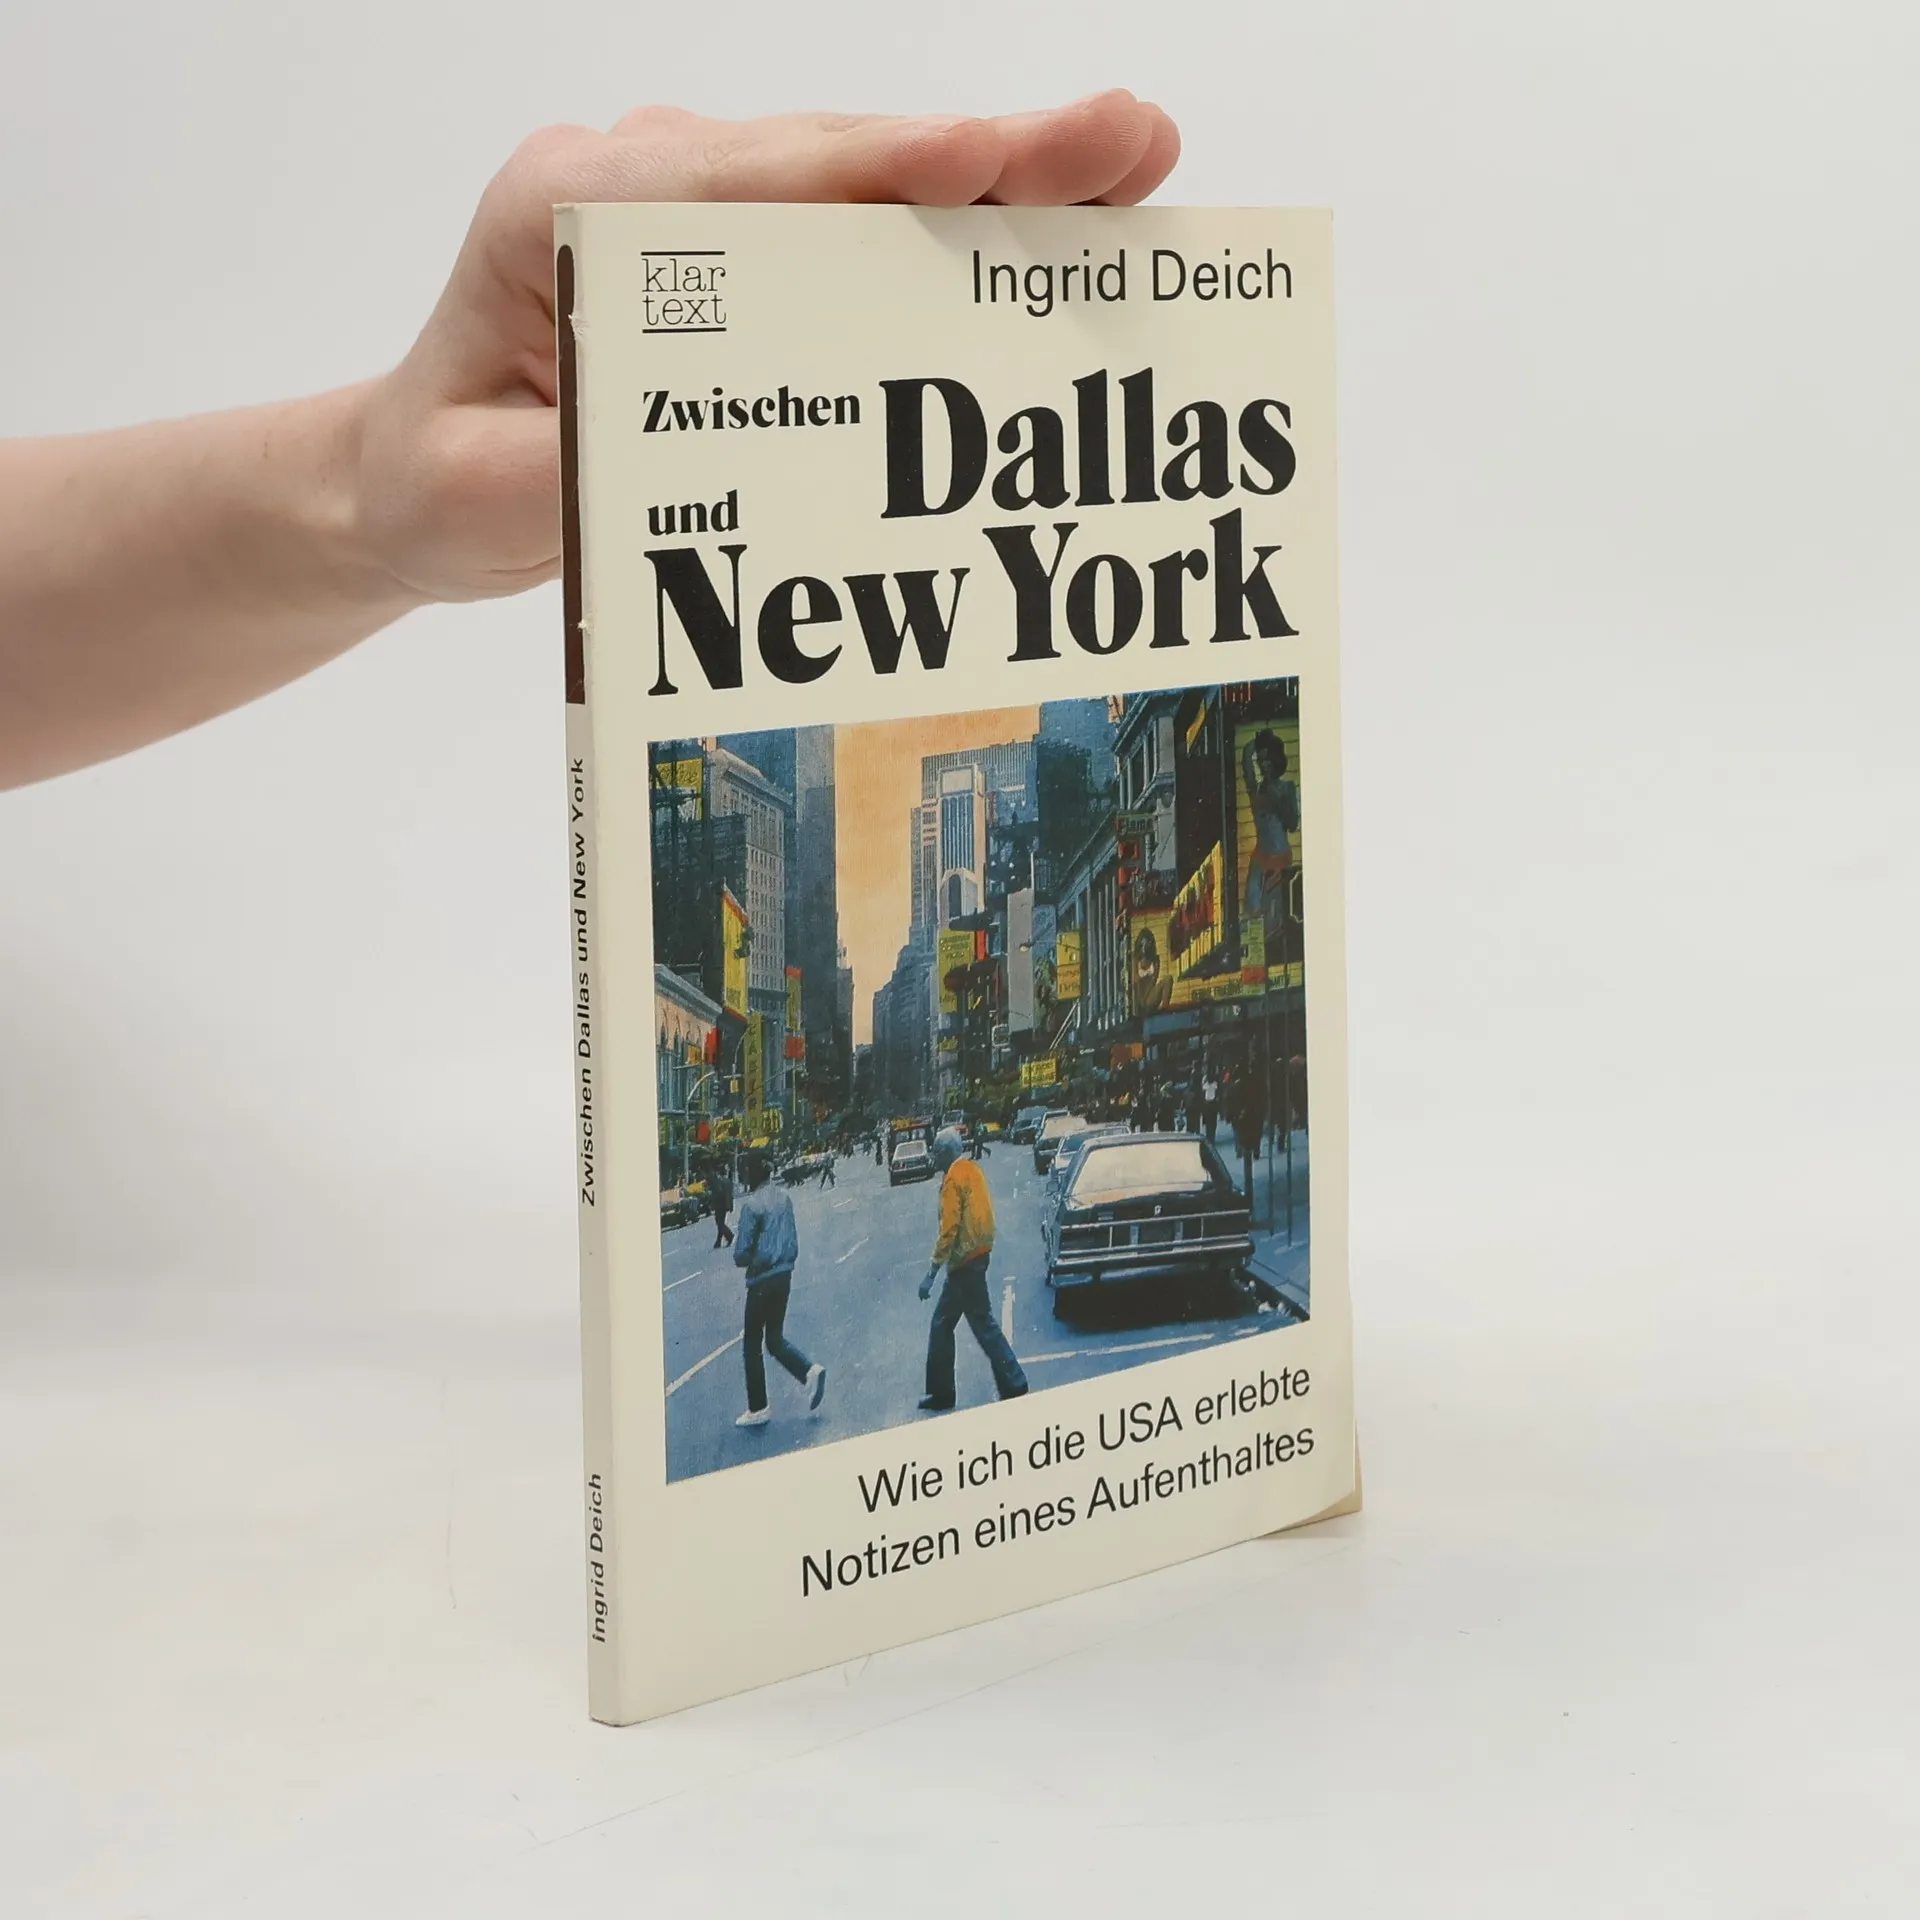 klar
text
Ingrid Deich
Zwischen Dallas
und
New York
Wie ich die USA erlebte
Notizen eines Aufenthaltes
Zwischen Dallas und New York
Ingrid Deich